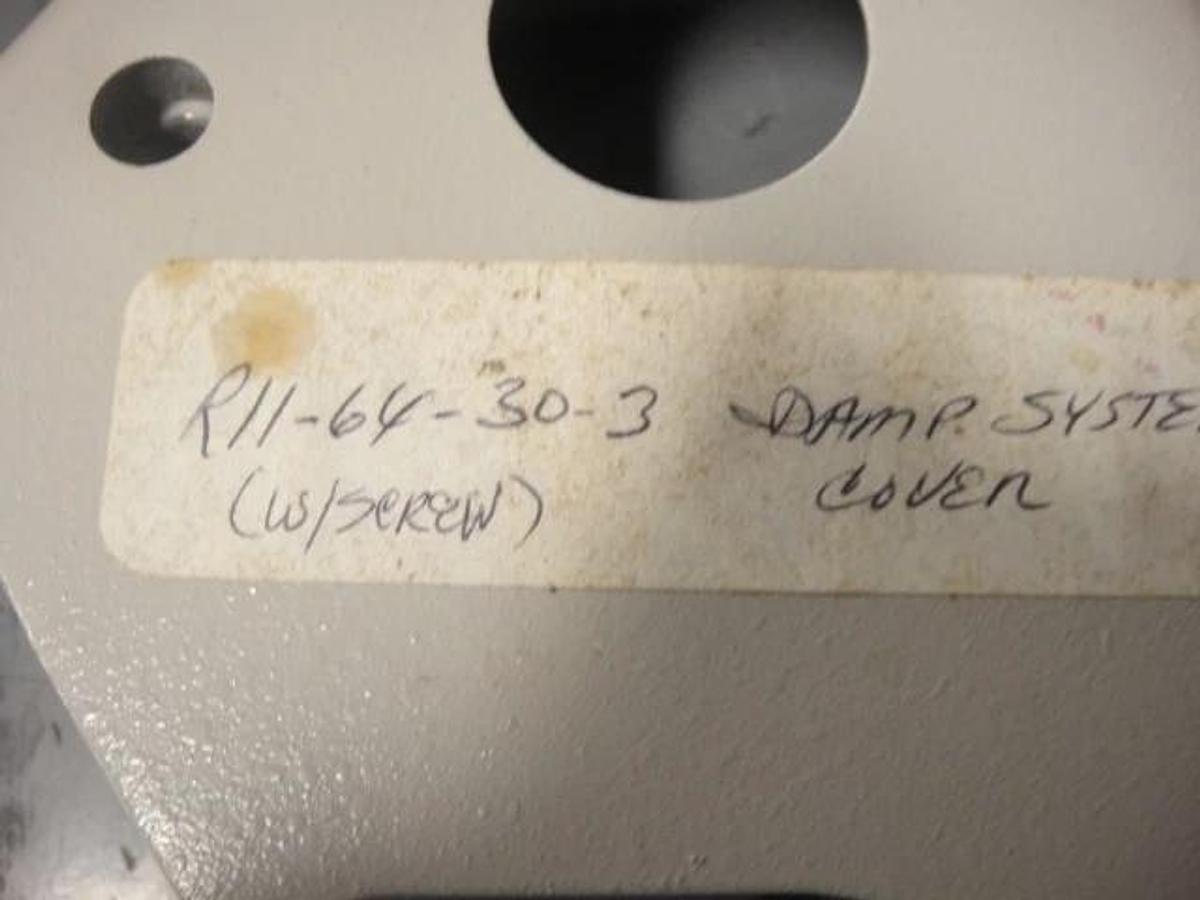 R11-64-30-3 DAMP. SYSTE
(W/SCREW) COVER